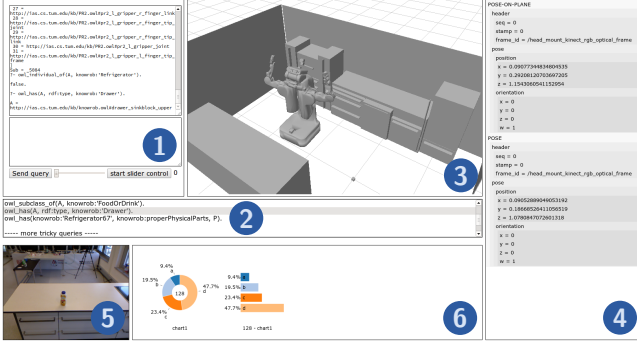 27 =
http://ias.cs.tum.edu/kb/PR2.owl#pr2_l_gripper_r_finger_link
28 =
http://ias.cs.tum.edu/kb/PR2.owl#pr2_l_gripper_r_finger_tip_
joint
29 =
http://ias.cs.tum.edu/kb/PR2.owl#pr2_l_gripper_r_finger_tip_
link
30 = http://ias.cs.tum.edu/kb/PR2.owl#pr2_l_gripper_joint
31 =
http://ias.cs.tum.edu/kb/PR2.owl#pr2_l_gripper_tip_
frame
?- owl_individual_of(A, knowrob:'Refrigerator').
false.
?- owl_has(A, rdf:type, knowrob:'Drawer').
A =
http://ias.cs.tum.edu/kb/knowrob.owl#drawer_sinkblock_upper
1
Send query
start slider control 0
3
owl_subclass_of(A, knowrob:'FoodOrDrink').
owl_has(A, rdf:type, knowrob:'Drawer').
owl_has(knowrob:'Refrigerator67', knowrob:properPhysicalParts, P).
----- more tricky queries -----
2
5
9.4%
a
19.5%
b
47.7%
d
23.4%
c
128
chart1
9.4% a
19.5% b
23.4% c
47.7% d
128 - chart1
6
POSE-ON-PLANE
header
seq = 0
stamp = 0
frame_id = /head_mount_kinect_rgb_optical_frame
pose
position
x = 0.09077344834804535
y = 0.29208120703697205
z = 1.1543060541152954
orientation
x = 0
y = 0
z = 0
w = 1
POSE
header
seq = 0
stamp = 0
frame_id = /head_mount_kinect_rgb_optical_frame
pose
position
x = 0.09052889049053192
y = 0.18666526411056519
z = 1.0780847072601318
orientation
x = 0
y = 0
z = 0
w = 1
4